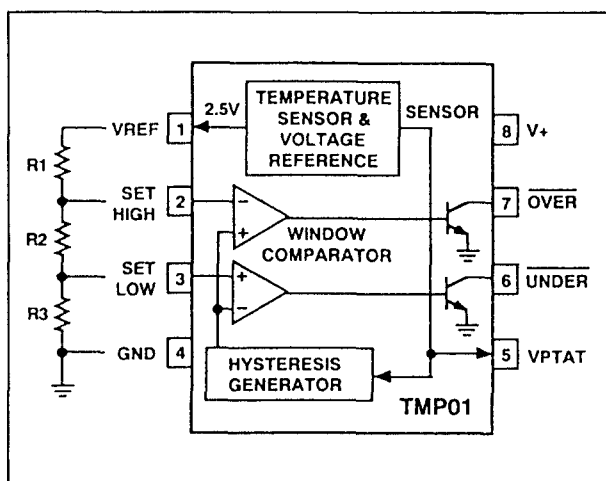 TEMPERATURE
SENSOR &
VOLTAGE
REFERENCE
2.5V
SENSOR
VREF
1
8
V+
R1
SET
HIGH
2
7
OVER
WINDOW
COMPARATOR
R2
SET
LOW
3
6
UNDER
R3
GND
4
HYSTERESIS
GENERATOR
5
VPTAT
TMP01
−
+
+
−